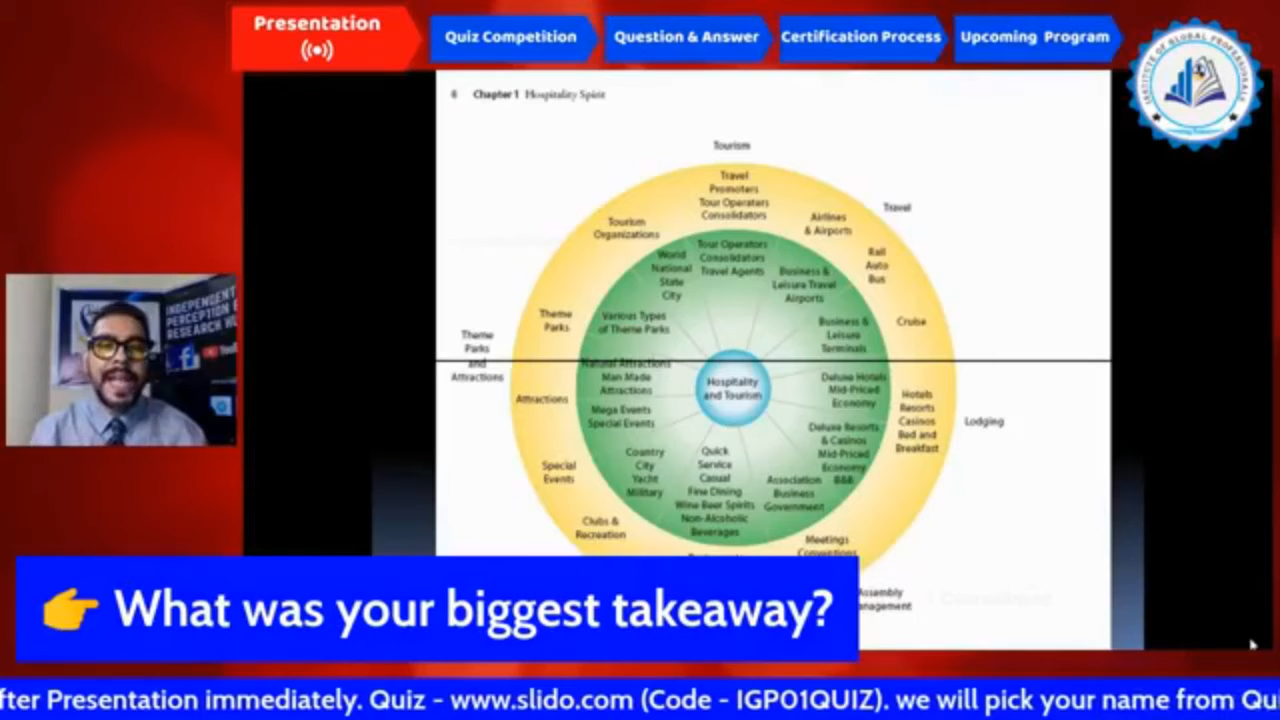 Presentation
Quiz Competition
Question & Answer
Certification Process
Upcoming Program
INSTITUTE OF GLOBAL PROFESSIONALS
6 Chapter 1 Hospitality Spirit
Tourism
Travel
Promoters
Tour Operaters
Consolidators
Travel
Airlines
& Airports
Tourism
Organizations
Rail
Auto
Bus
Tour Operators
Consolidators
Travel Agents
World
National
State
City
Business &
Leisure Travel
Airports
Theme
Parks
Various Types
of Theme Parks
Business &
Leisure
Terminals
Cruise
Theme
Parks
and
Attractions
Natural Attractions
Man Made
Attractions
Hospitality
and Tourism
Deluxe Hotels
Mid-Priced
Economy
Attractions
Mega Events
Special Events
Hotels
Resorts
Casinos
Bed and
Breakfast
Lodging
Deluxe Resorts
& Casinos
Mid-Priced
Economy
B&B
Special
Events
Country
City
Yacht
Military
Quick
Service
Casual
Fine Dining
Wine Beer Spirits
Non-Alcoholic
Beverages
Association
Business
Government
Clubs &
Recreation
Meetings
Conventions
Assembly
INDEPENDENT
PERCEPTION
RESEARCH
👉 What was your biggest takeaway?
fter Presentation immediately. Quiz - www.slido.com (Code - IGP01QUIZ). we will pick your name from Qu